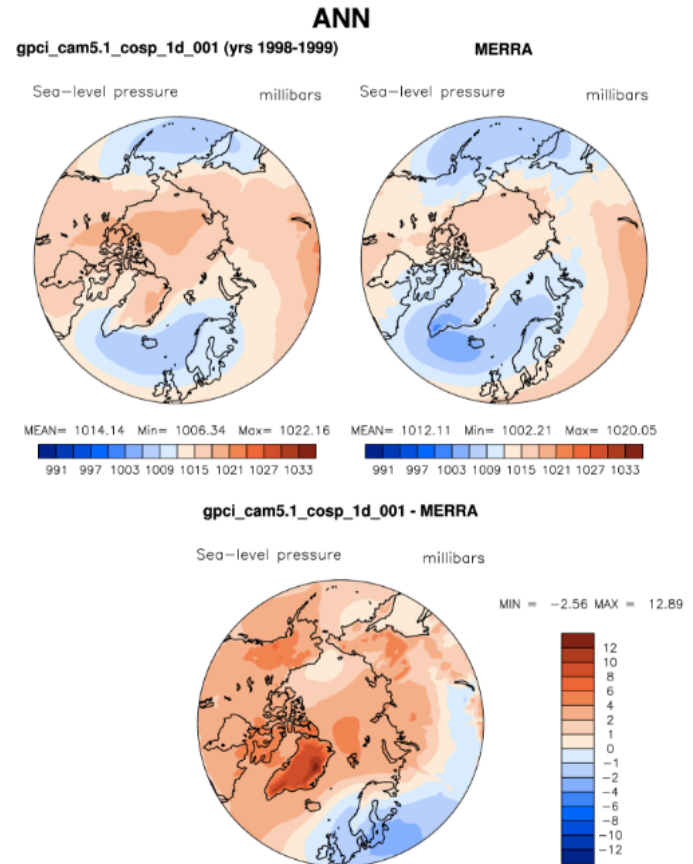 ANN
gpci_cam5.1_cosp_1d_001 (yrs 1998-1999)
MERRA
Sea-level pressure millibars
Sea-level pressure millibars
MEAN= 1014.14 Min= 1006.34 Max= 1022.16
MEAN= 1012.11 Min= 1002.21 Max= 1020.05
991 997 1003 1009 1015 1021 1027 1033
991 997 1003 1009 1015 1021 1027 1033
gpci_cam5.1_cosp_1d_001 - MERRA
Sea-level pressure millibars
MIN = -2.56 MAX = 12.89
12
10
8
6
4
2
1
0
-1
-2
-4
-6
-8
-10
-12